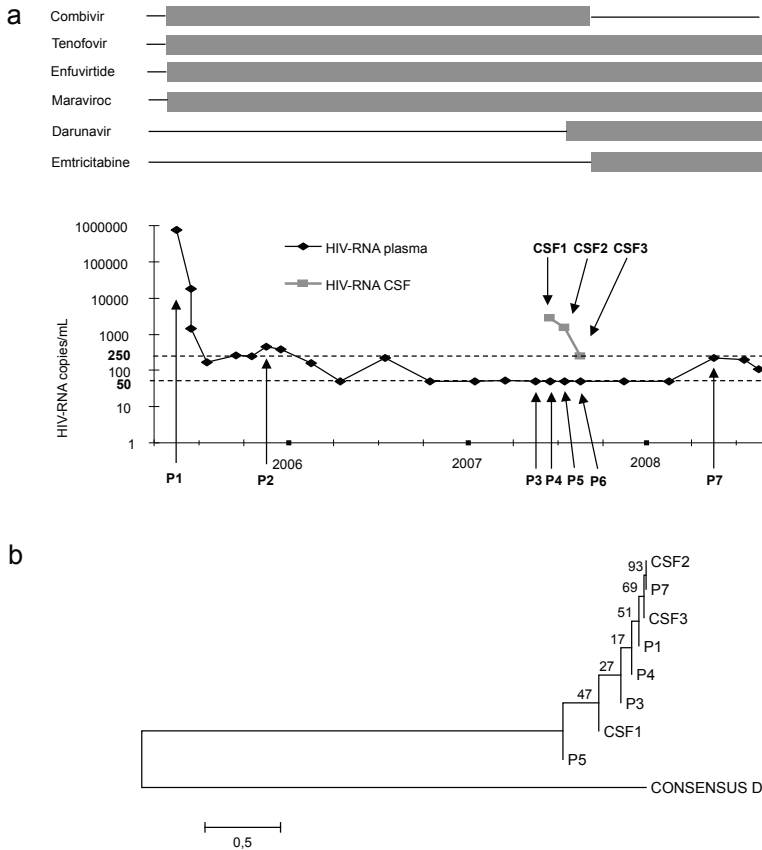 a
Combivir
Tenofovir
Enfuvirtide
Maraviroc
Darunavir
Emtricitabine
HIV-RNA copies/mL
1000000
100000
10000
1000
250
100
50
10
1
HIV-RNA plasma
HIV-RNA CSF
CSF1 CSF2 CSF3
2006 2007 2008
P1 P2 P3 P4 P5 P6 P7
b
93 CSF2
P7
69
CSF3
51
P1
17
P4
27
P3
47
CSF1
P5
CONSENSUS D
0,5